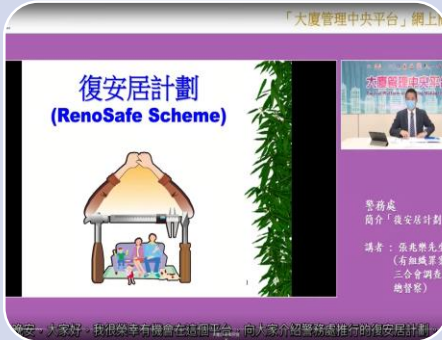 「大廈管理中央平台」網上
復安居計劃
(RenoSafe Scheme)
1
大廈管理中央平
警務處
簡介「復安居計劃
講者 : 張兆樂先
(有組織罪
三合會調查
總督察)
晚安。大家好。我很榮幸有機會在這個平台。向大家介紹警務處推行的復安居計劃